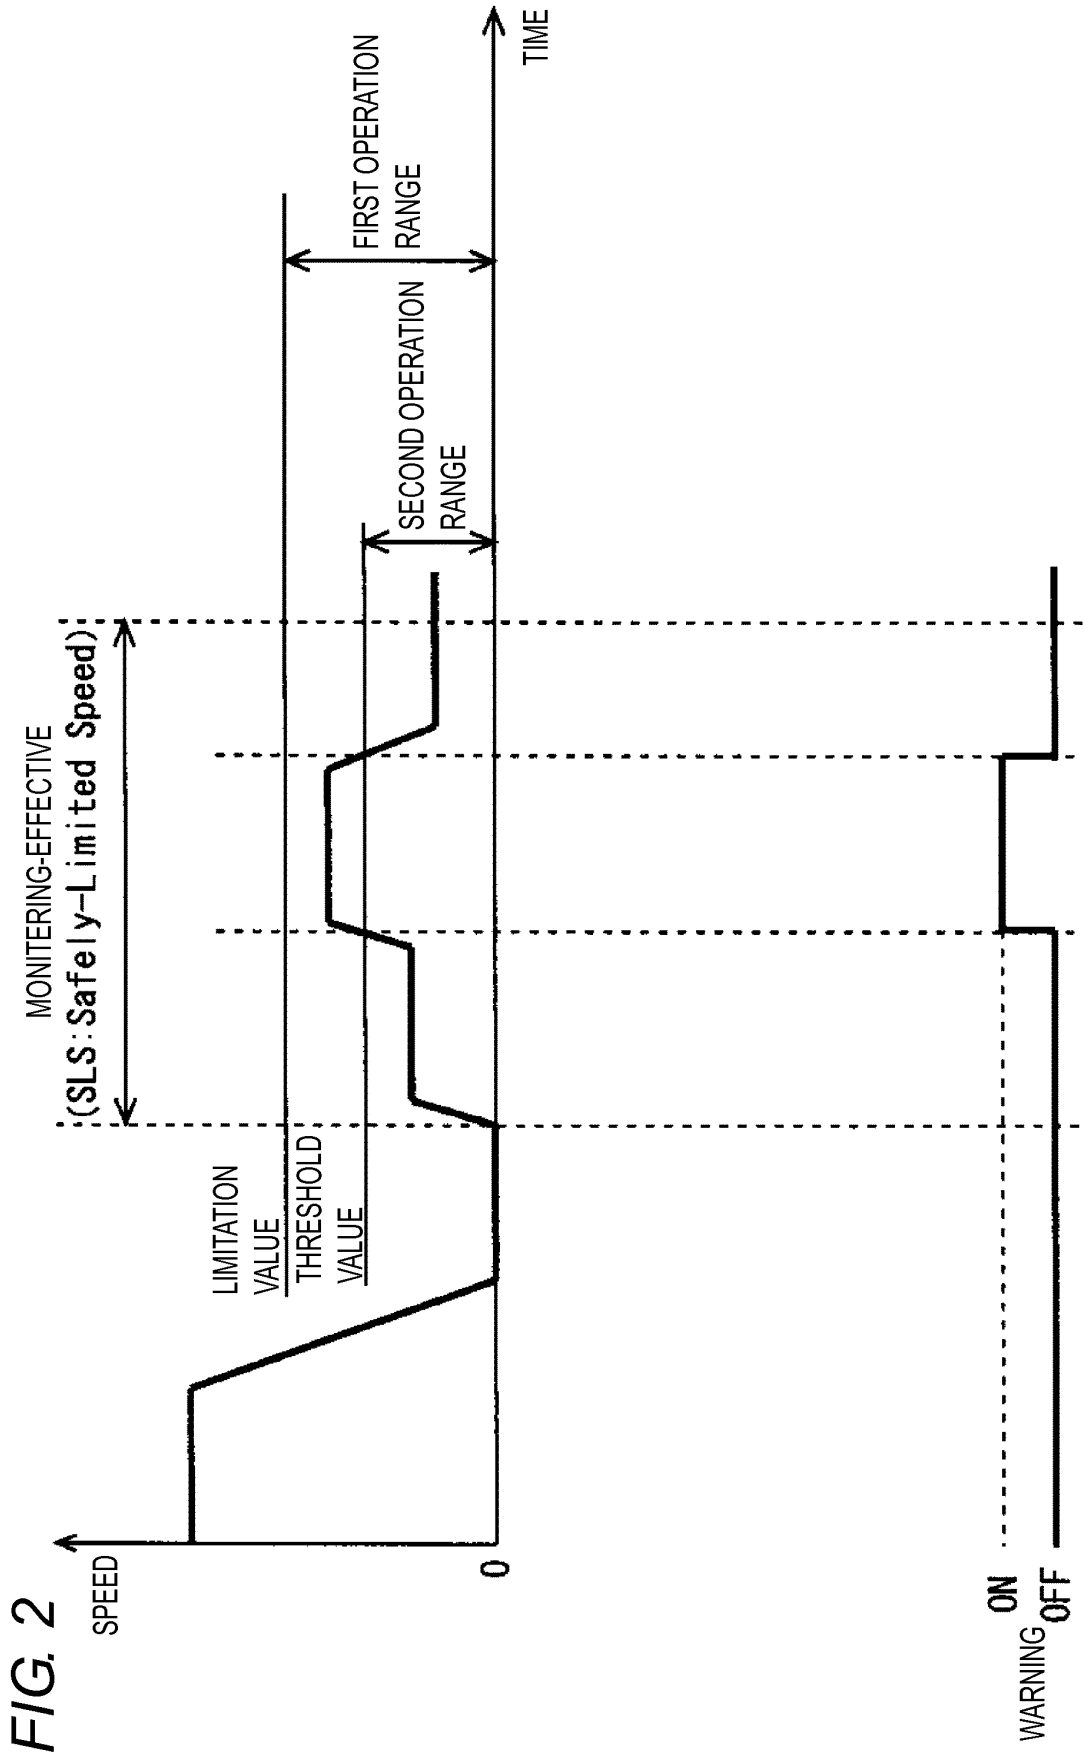 FIG. 2
SPEED
MONITERING-EFFECTIVE
(SLS:Safely-Limited Speed)
LIMITATION
VALUE
THRESHOLD
VALUE
FIRST OPERATION
RANGE
SECOND OPERATION
RANGE
0
TIME
WARNING
ON
OFF